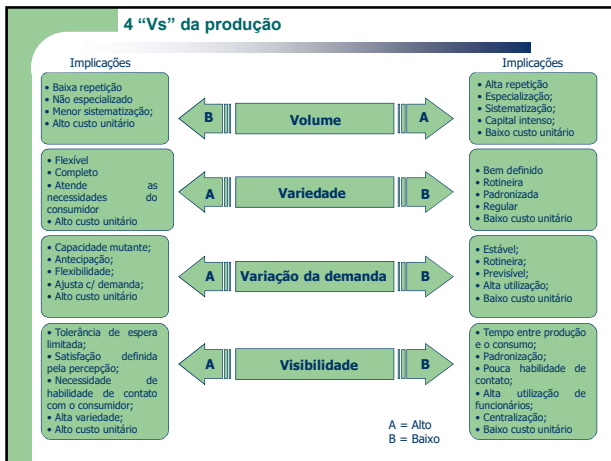 4 “Vs” da produção
Implicações
Implicações
• Baixa repetição
• Não especializado
• Menor sistematização;
• Alto custo unitário
B
Volume
A
• Alta repetição
• Especialização;
• Sistematização;
• Capital intenso;
• Baixo custo unitário
• Flexível
• Completo
• Atende as
necessidades do
consumidor
• Alto custo unitário
A
Variedade
B
• Bem definido
• Rotineira
• Padronizada
• Regular
• Baixo custo unitário
• Capacidade mutante;
• Antecipação;
• Flexibilidade;
• Ajusta c/ demanda;
• Alto custo unitário
A
Variação da demanda
B
• Estável;
• Rotineira;
• Previsível;
• Alta utilização;
• Baixo custo unitário
• Tolerância de espera
limitada;
• Satisfação definida
pela percepção;
• Necessidade de
habilidade de contato
com o consumidor;
• Alta variedade;
• Alto custo unitário
A
Visibilidade
B
• Tempo entre produção
e o consumo;
• Padronização;
• Pouca habilidade de
contato;
• Alta utilização de
funcionários;
• Centralização;
• Baixo custo unitário
A = Alto
B = Baixo